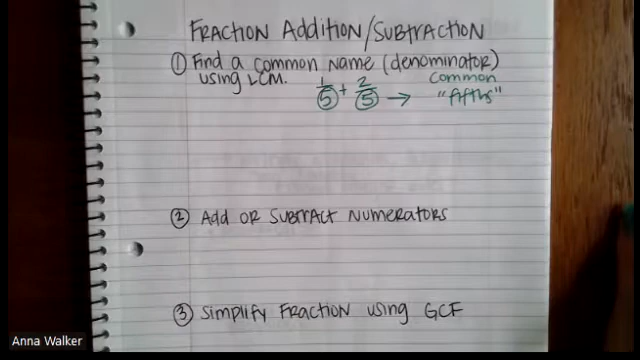 FRACTION Addition/SUBTRACTION
① Find a common Name (denominator)
using LCM.
1/5 + 2/5 → common
"fifths"
② Add OR SUBTRACT NUMERATORS
③ Simplify FRACTION using GCF
Anna Walker